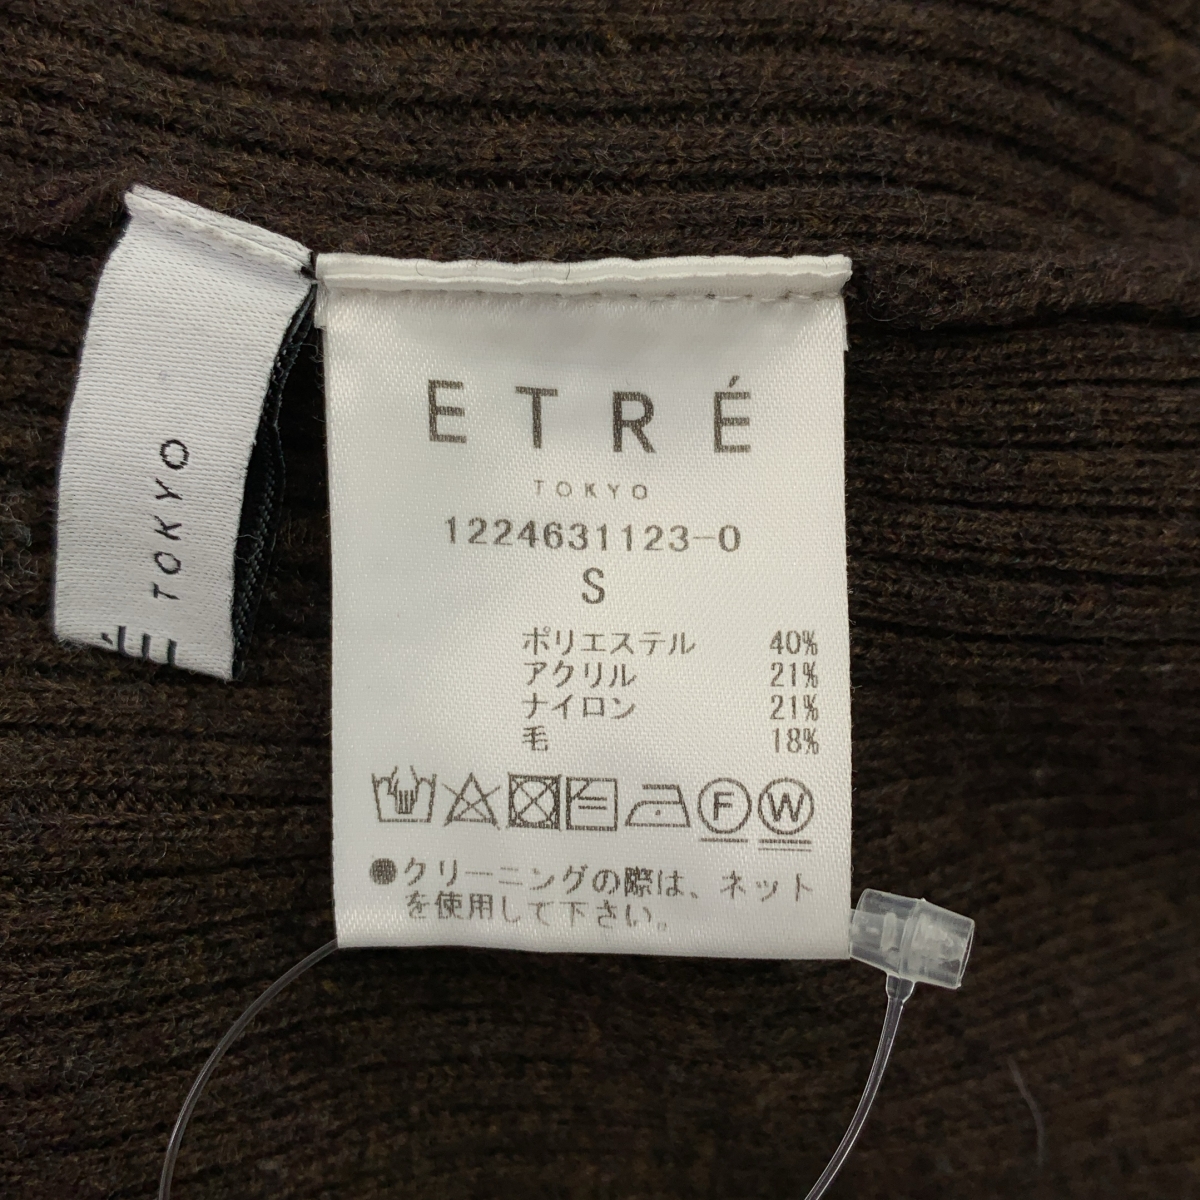 ETRÉ
TOKYO
1224631123-0
S
ポリエステル 40%
アクリル 21%
ナイロン 21%
毛 18%
F W
●クリーニングの際は、ネット
を使用して下さい。
É TOKYO